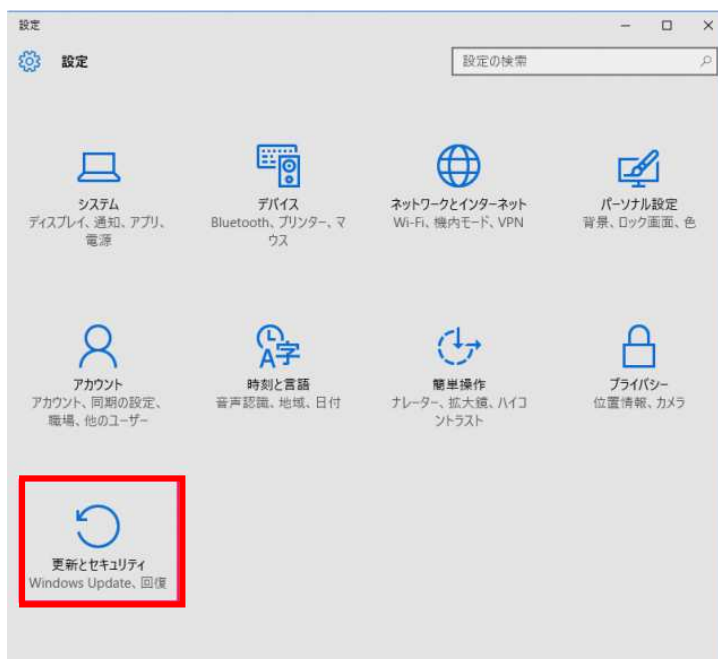 設定
設定
設定の検索
システム
ディスプレイ、通知、アプリ、
電源
デバイス
Bluetooth、プリンター、マ
ウス
ネットワークとインターネット
Wi-Fi、機内モード、VPN
パーソナル設定
背景、ロック画面、色
アカウント
アカウント、同期の設定、
職場、他のユーザー
時刻と言語
音声認識、地域、日付
簡単操作
ナレーター、拡大鏡、ハイコ
ントラスト
プライバシー
位置情報、カメラ
更新とセキュリティ
Windows Update、回復